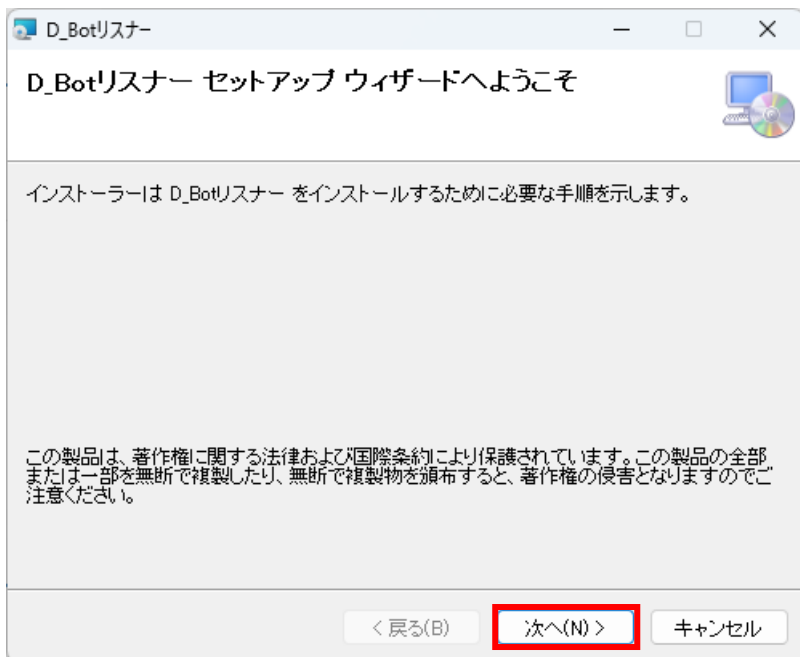 D_Botリスナー
D_Botリスナー セットアップ ウィザードへようこそ
インストーラーは D_Botリスナー をインストールするために必要な手順を示します。
この製品は、著作権に関する法律および国際条約により保護されています。この製品の全部
または一部を無断で複製したり、無断で複製物を頒布すると、著作権の侵害となりますのでご
注意ください。
< 戻る(B)
次へ(N) >
キャンセル